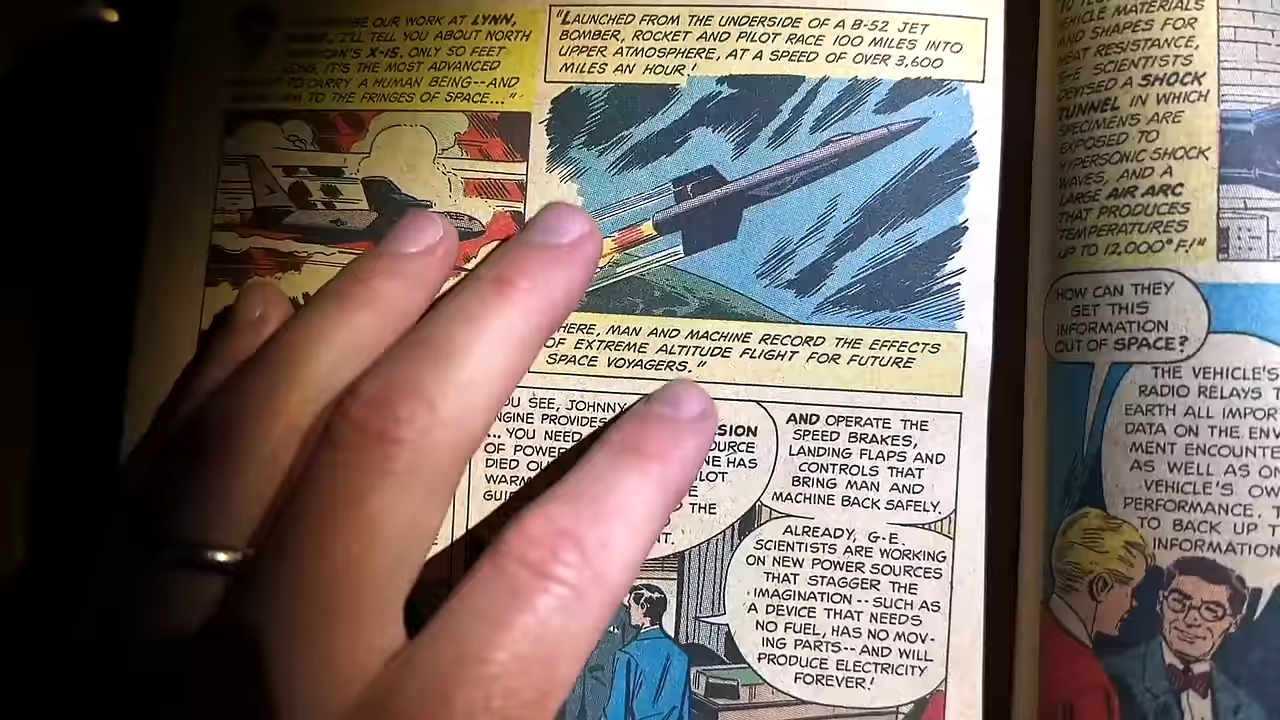 BE OUR WORK AT LYNN,
I'LL TELL YOU ABOUT NORTH
X-15, ONLY 50 FEET
IT'S THE MOST ADVANCED
TO CARRY A HUMAN BEING--AND
TO THE FRINGES OF SPACE..."
"LAUNCHED FROM THE UNDERSIDE OF A B-52 JET
BOMBER, ROCKET AND PILOT RACE 100 MILES INTO
UPPER ATMOSPHERE, AT A SPEED OF OVER 3,600
MILES AN HOUR!
HERE, MAN AND MACHINE RECORD THE EFFECTS
OF EXTREME ALTITUDE FLIGHT FOR FUTURE
SPACE VOYAGERS."
YOU SEE, JOHNNY
ENGINE PROVIDES
... YOU NEED
OF POWER
DIED OU
WARM
GUI
THE
AND OPERATE THE
SPEED BRAKES,
LANDING FLAPS AND
CONTROLS THAT
BRING MAN AND
MACHINE BACK SAFELY.
ALREADY, G.E.
SCIENTISTS ARE WORKING
ON NEW POWER SOURCES
THAT STAGGER THE
IMAGINATION -- SUCH AS
A DEVICE THAT NEEDS
NO FUEL, HAS NO MOV-
ING PARTS--AND WILL
PRODUCE ELECTRICITY
FOREVER!
VEHICLE MATERIALS
AND SHAPES FOR
HEAT RESISTANCE,
G-E SCIENTISTS
DEVISED A SHOCK
TUNNEL IN WHICH
SPECIMENS ARE
EXPOSED TO
HYPERSONIC SHOCK
WAVES, AND A
LARGE AIR ARC
THAT PRODUCES
TEMPERATURES
UP TO 12,000° F.!"
HOW CAN THEY
GET THIS
INFORMATION
OUT OF SPACE?
THE VEHICLE'S
RADIO RELAYS T
EARTH ALL IMPOR
DATA ON THE ENV
MENT ENCOUNTE
AS WELL AS ON
VEHICLE'S OW
PERFORMANCE, T
TO BACK UP T
INFORMATION